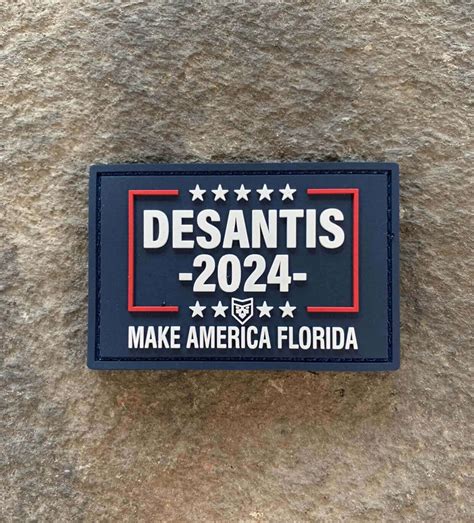 DESANTIS
-2024-
MAKE AMERICA FLORIDA